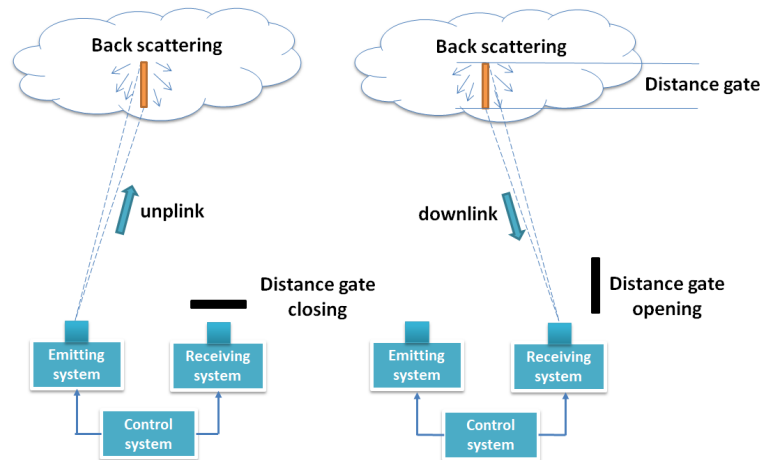 Back scattering
unplink
Distance gate
closing
Emitting
system
Receiving
system
Control
system
Back scattering
Distance gate
downlink
Distance gate
opening
Emitting
system
Receiving
system
Control
system